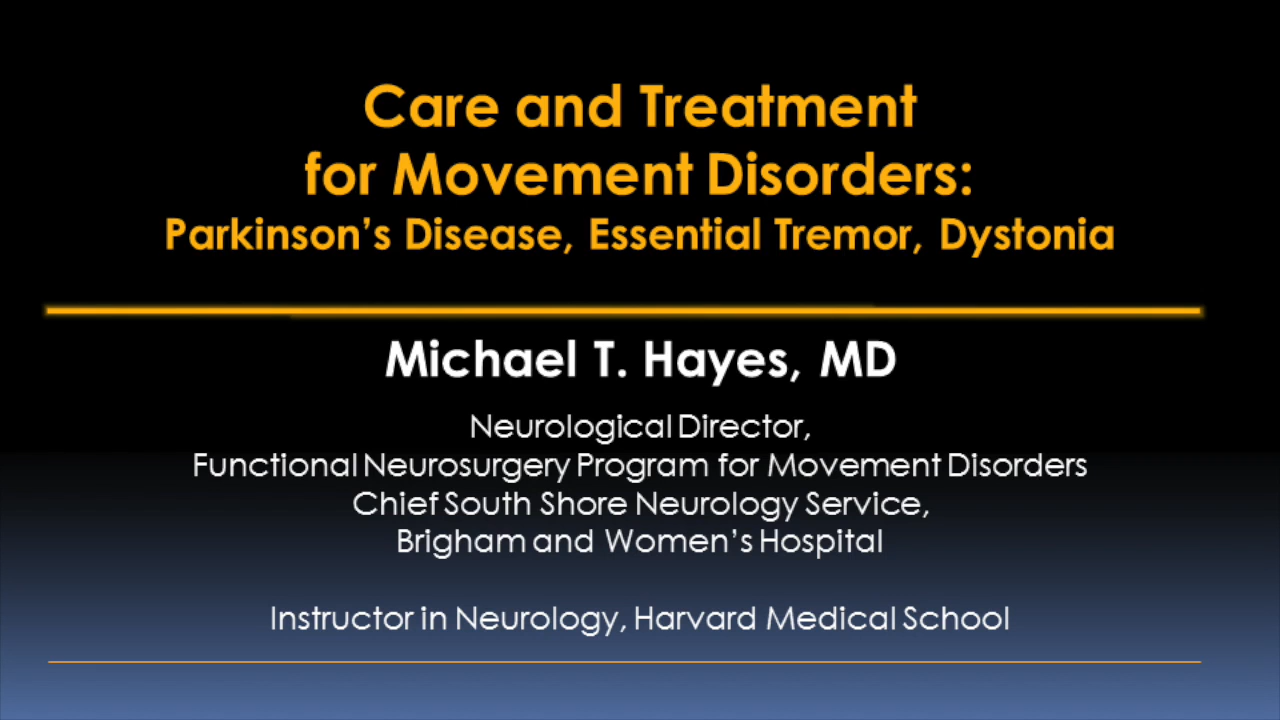 Care and Treatment
for Movement Disorders:
Parkinson’s Disease, Essential Tremor, Dystonia
Michael T. Hayes, MD
Neurological Director,
Functional Neurosurgery Program for Movement Disorders
Chief South Shore Neurology Service,
Brigham and Women’s Hospital
Instructor in Neurology, Harvard Medical School